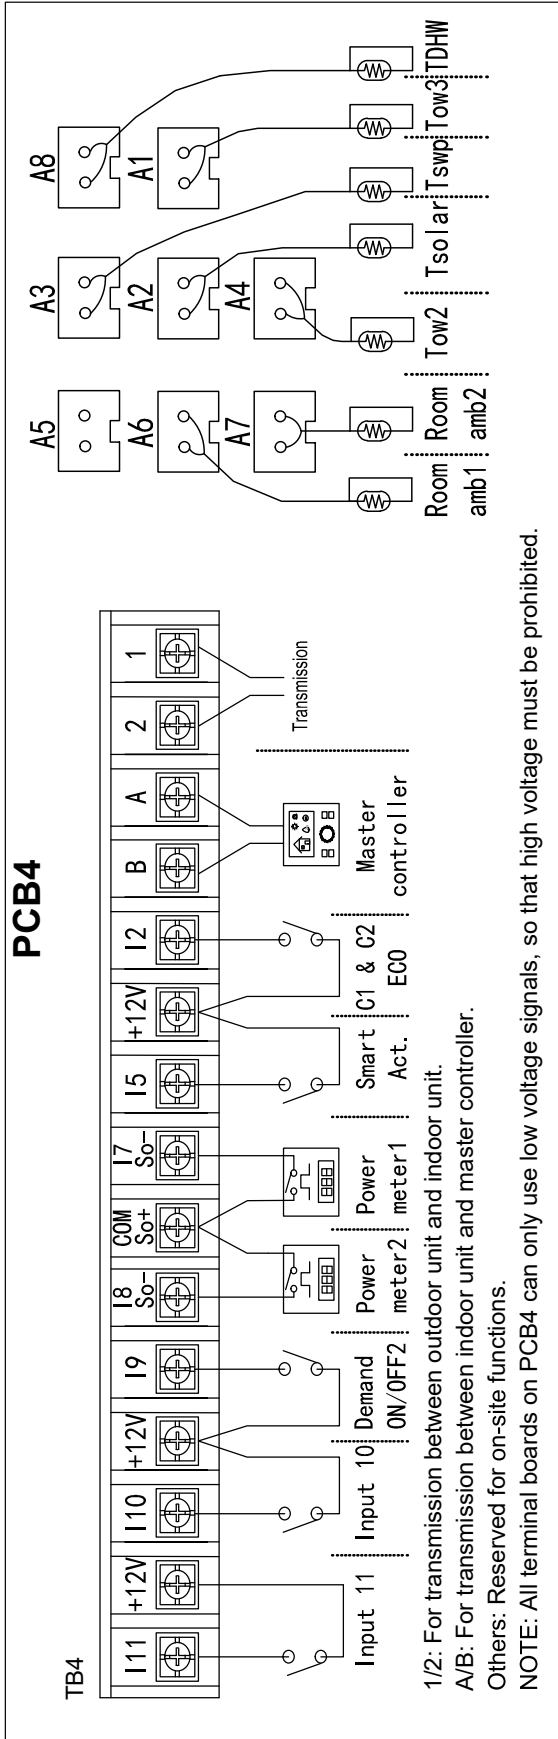 PCB4
TB4
I11
+12V
I10
+12V
I9
I8
So-
COM
So+
I7
So-
I5
+12V
I2
B
A
2
1
Input 11
Input 10
Demand
ON/OFF2
Power
meter2
Power
meter1
Smart
Act.
C1 & C2
ECO
Master
controller
Transmission
A5
A3
A8
A6
A2
A1
A7
A4
Room
amb1
Room
amb2
Tow2
Tsolar
Tswp
Tow3
TDHW
1/2: For transmission between outdoor unit and indoor unit.
A/B: For transmission between indoor unit and master controller.
Others: Reserved for on-site functions.
NOTE: All terminal boards on PCB4 can only use low voltage signals, so that high voltage must be prohibited.